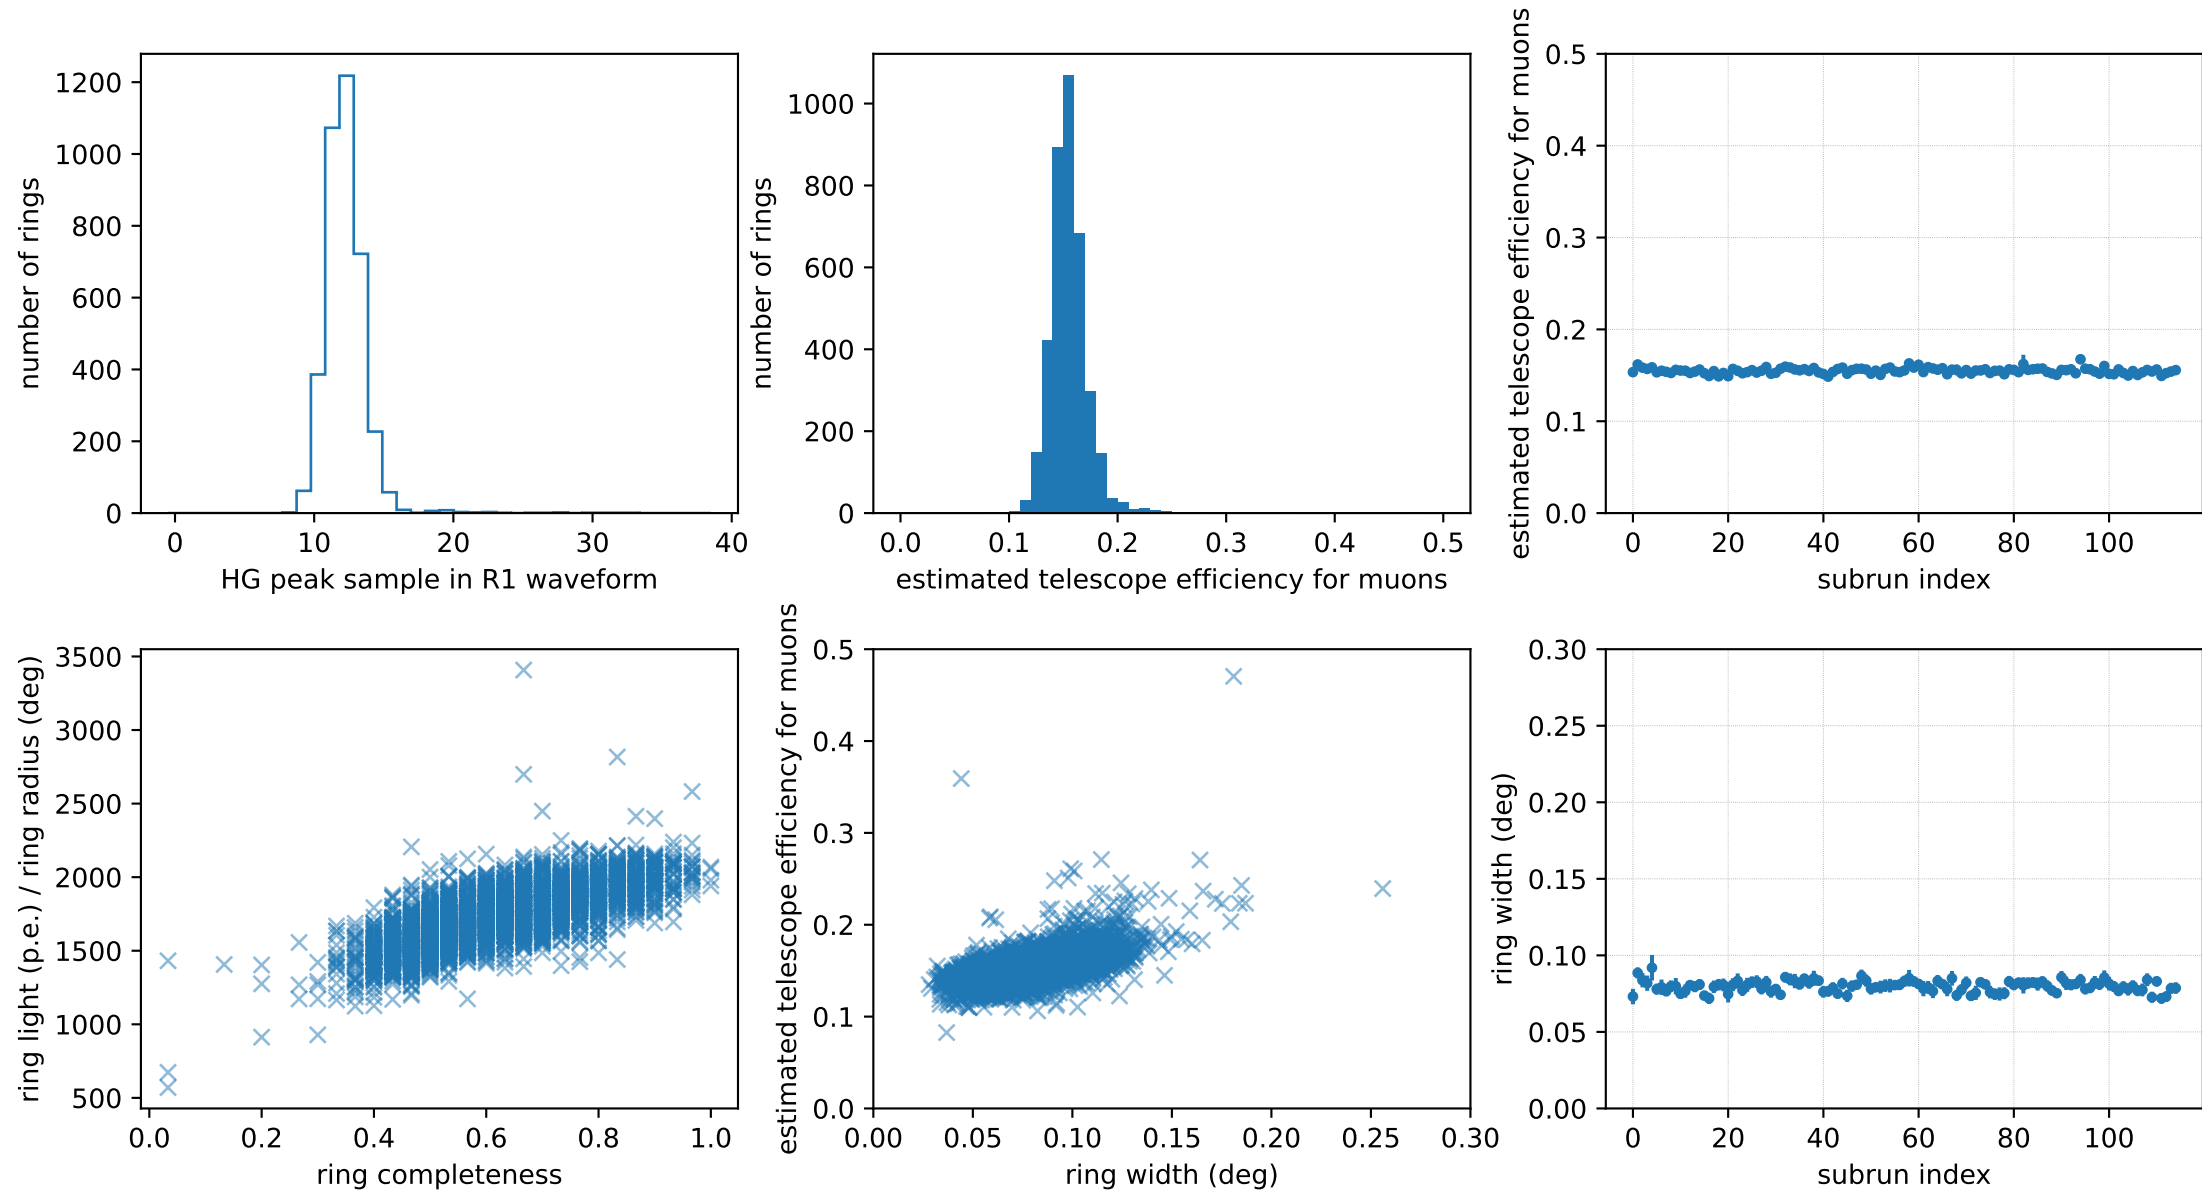 number of rings
1200
1000
800
600
400
200
0
0 10 20 30 40
HG peak sample in R1 waveform
number of rings
1000
800
600
400
200
0
0.0 0.1 0.2 0.3 0.4 0.5
estimated telescope efficiency for muons
estimated telescope efficiency for muons
0.5
0.4
0.3
0.2
0.1
0.0
0 20 40 60 80 100
subrun index
ring light (p.e.) / ring radius (deg)
3500
3000
2500
2000
1500
1000
500
0.0 0.2 0.4 0.6 0.8 1.0
ring completeness
estimated telescope efficiency for muons
0.5
0.4
0.3
0.2
0.1
0.0
0.00 0.05 0.10 0.15 0.20 0.25 0.30
ring width (deg)
ring width (deg)
0.30
0.25
0.20
0.15
0.10
0.05
0.00
0 20 40 60 80 100
subrun index